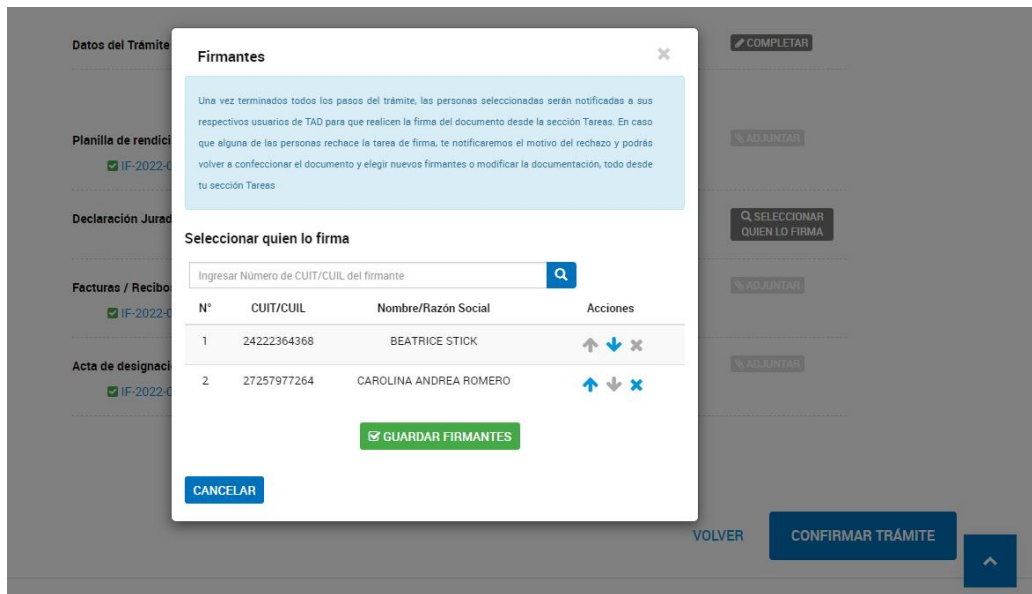 Datos del Trámite
COMPLETAR
Firmantes
Una vez terminados todos los pasos del trámite, las personas seleccionadas serán notificadas a sus
respectivos usuarios de TAD para que realicen la firma del documento desde la sección Tareas. En caso
que alguna de las personas rechace la tarea de firma, te notificaremos el motivo del rechazo y podrás
volver a confeccionar el documento y elegir nuevos firmantes o modificar la documentación, todo desde
tu sección Tareas
Planilla de rendici
ADJUNTAR
IF-2022-0
Declaración Jurad
SELECCIONAR
QUIEN LO FIRMA
Seleccionar quien lo firma
Ingresar Número de CUIT/CUIL del firmante
Facturas / Recibo
ADJUNTAR
IF-2022-0
N° CUIT/CUIL Nombre/Razón Social Acciones
1 24222364368 BEATRICE STICK
Acta de designaci
ADJUNTAR
2 27257977264 CAROLINA ANDREA ROMERO
IF-2022-0
GUARDAR FIRMANTES
CANCELAR
VOLVER
CONFIRMAR TRÁMITE